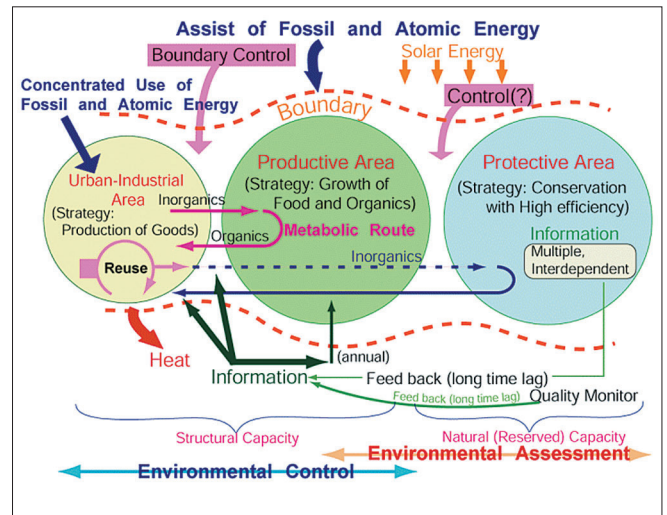 Assist of Fossil and Atomic Energy
Boundary Control
Solar Energy
Concentrated Use of
Fossil and Atomic Energy
Boundary
Control(?)
Urban-Industrial
Area
(Strategy:
Production of Goods)
Productive Area
(Strategy: Growth of
Food and Organics)
Protective Area
(Strategy: Conservation
with High efficiency)
Inorganics
Organics
Metabolic Route
Information
Multiple,
Interdependent
Reuse
Inorganics
Heat
Information
(annual)
Feed back (long time lag)
Feed back (long time lag)
Quality Monitor
Structural Capacity
Natural (Reserved) Capacity
Environmental Assessment
Environmental Control